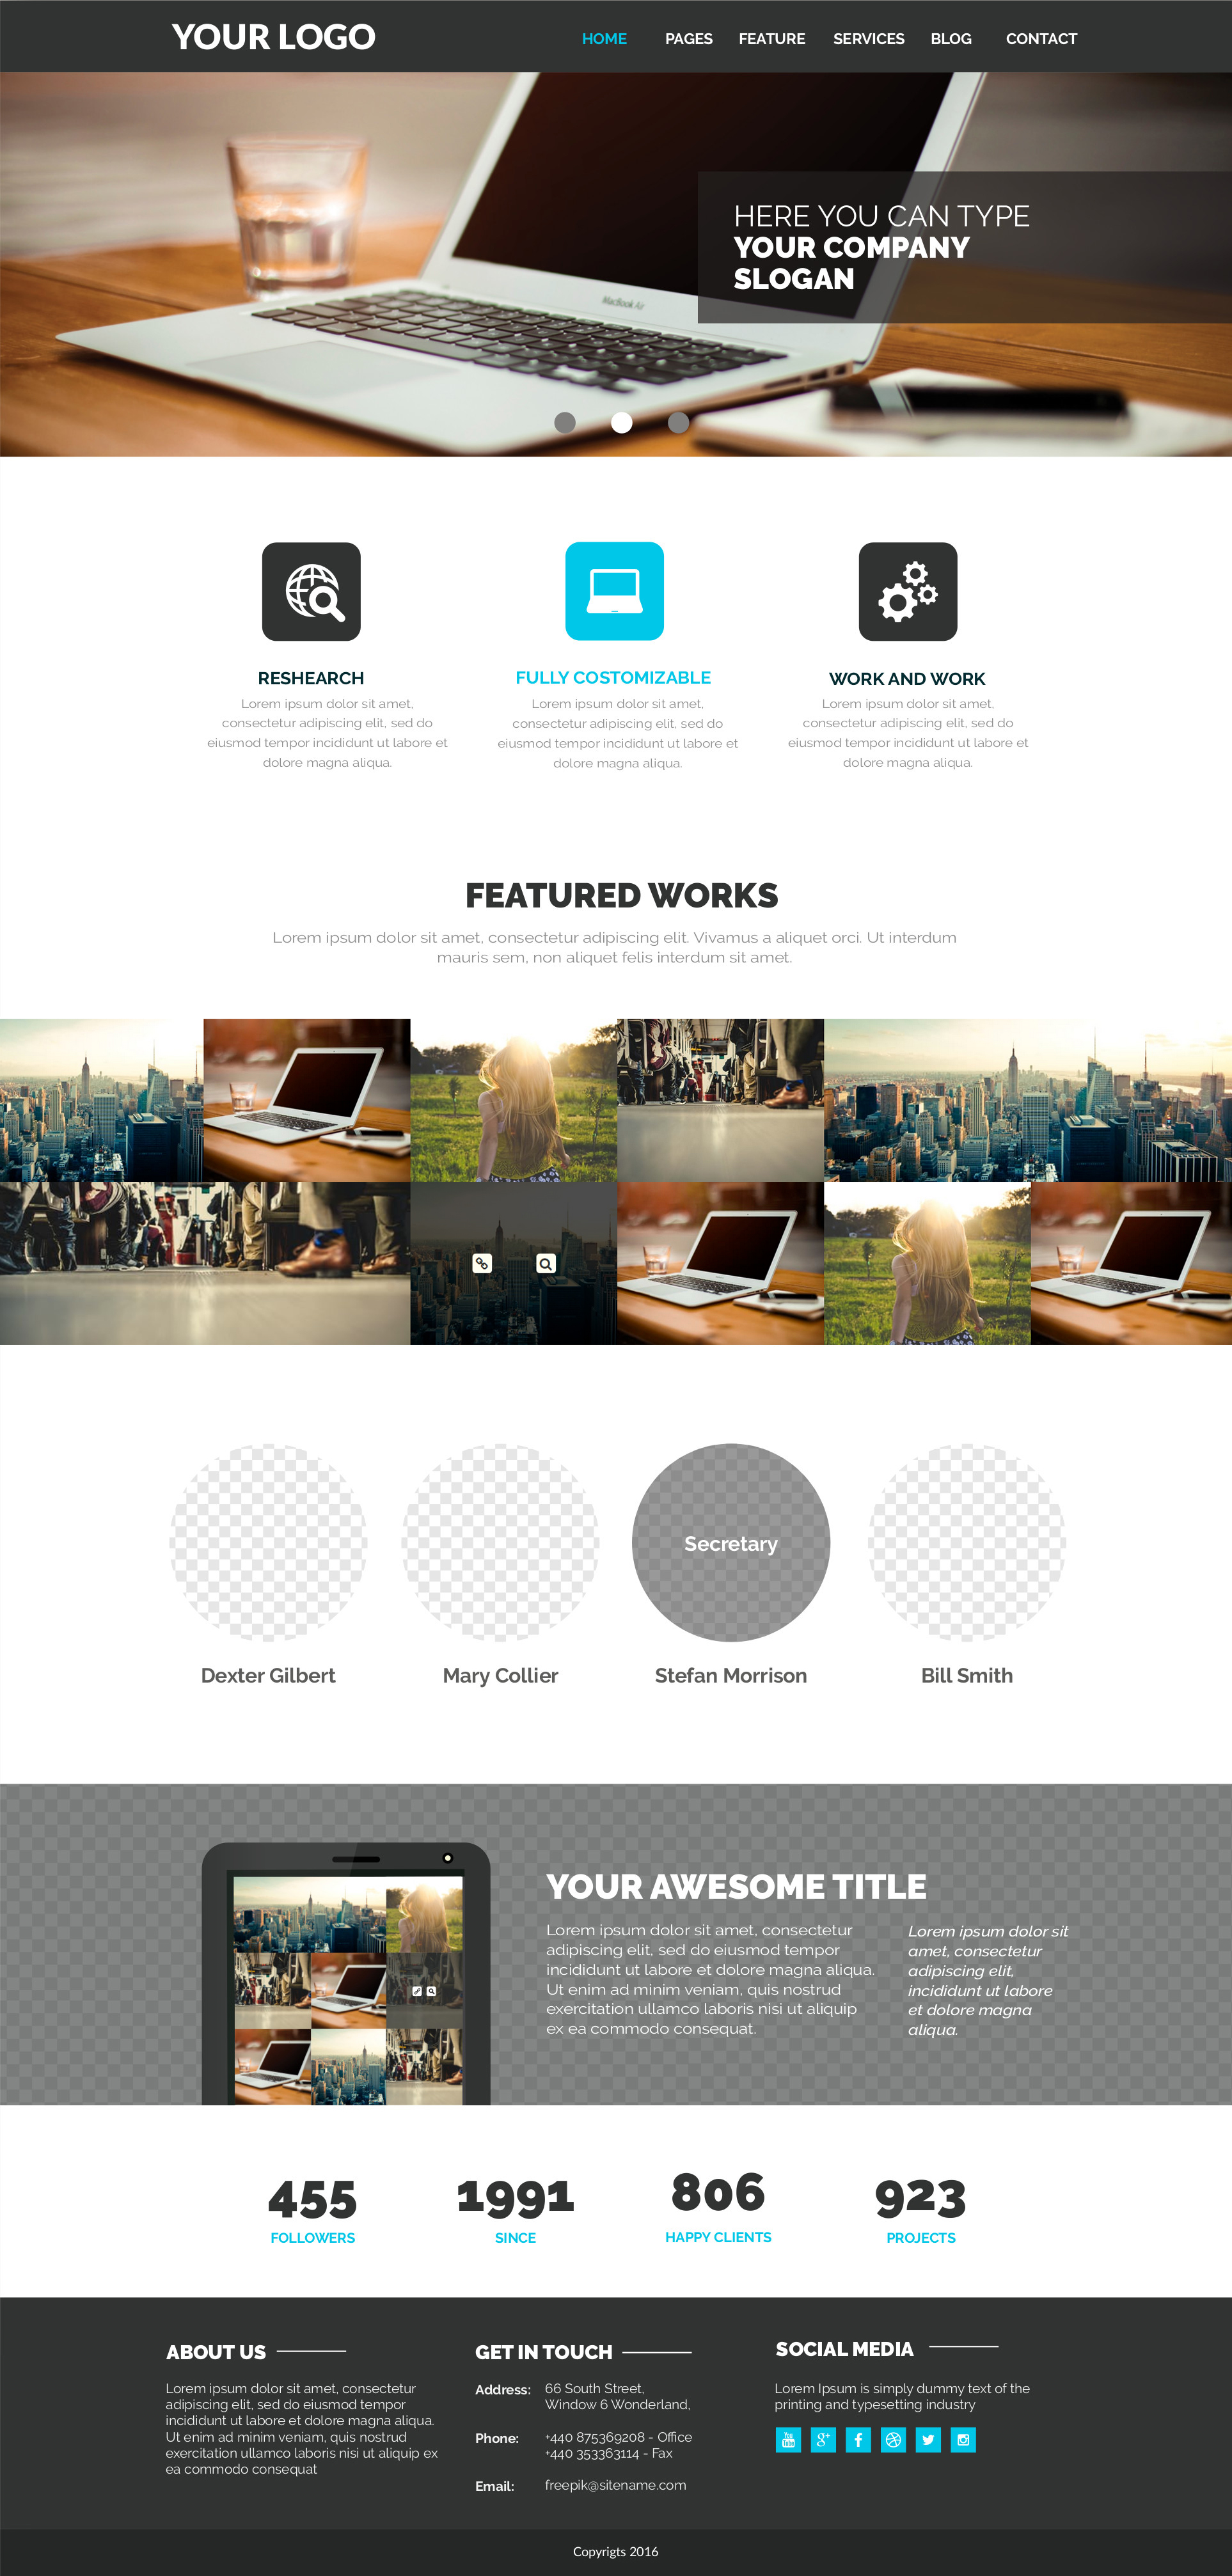 YOUR LOGO
HOME PAGES FEATURE SERVICES BLOG CONTACT
HERE YOU CAN TYPE
YOUR COMPANY
SLOGAN
MacBook Air
RESHEARCH
Lorem ipsum dolor sit amet,
consectetur adipiscing elit, sed do
eiusmod tempor incididunt ut labore et
dolore magna aliqua.
FULLY COSTOMIZABLE
Lorem ipsum dolor sit amet,
consectetur adipiscing elit, sed do
eiusmod tempor incididunt ut labore et
dolore magna aliqua.
WORK AND WORK
Lorem ipsum dolor sit amet,
consectetur adipiscing elit, sed do
eiusmod tempor incididunt ut labore et
dolore magna aliqua.
FEATURED WORKS
Lorem ipsum dolor sit amet, consectetur adipiscing elit. Vivamus a aliquet orci. Ut interdum
mauris sem, non aliquet felis interdum sit amet.
Secretary
Dexter Gilbert
Mary Collier
Stefan Morrison
Bill Smith
YOUR AWESOME TITLE
Lorem ipsum dolor sit amet, consectetur
adipiscing elit, sed do eiusmod tempor
incididunt ut labore et dolore magna aliqua.
Ut enim ad minim veniam, quis nostrud
exercitation ullamco laboris nisi ut aliquip
ex ea commodo consequat.
Lorem ipsum dolor sit
amet, consectetur
adipiscing elit,
incididunt ut labore
et dolore magna
aliqua.
455
FOLLOWERS
1991
SINCE
806
HAPPY CLIENTS
923
PROJECTS
ABOUT US
Lorem ipsum dolor sit amet, consectetur
adipiscing elit, sed do eiusmod tempor
incididunt ut labore et dolore magna aliqua.
Ut enim ad minim veniam, quis nostrud
exercitation ullamco laboris nisi ut aliquip ex
ea commodo consequat
GET IN TOUCH
Address: 66 South Street,
Window 6 Wonderland,
Phone: +440 875369208 - Office
+440 353363114 - Fax
Email: freepik@sitename.com
SOCIAL MEDIA
Lorem Ipsum is simply dummy text of the
printing and typesetting industry
You Tube
g+
f
Copyrigts 2016